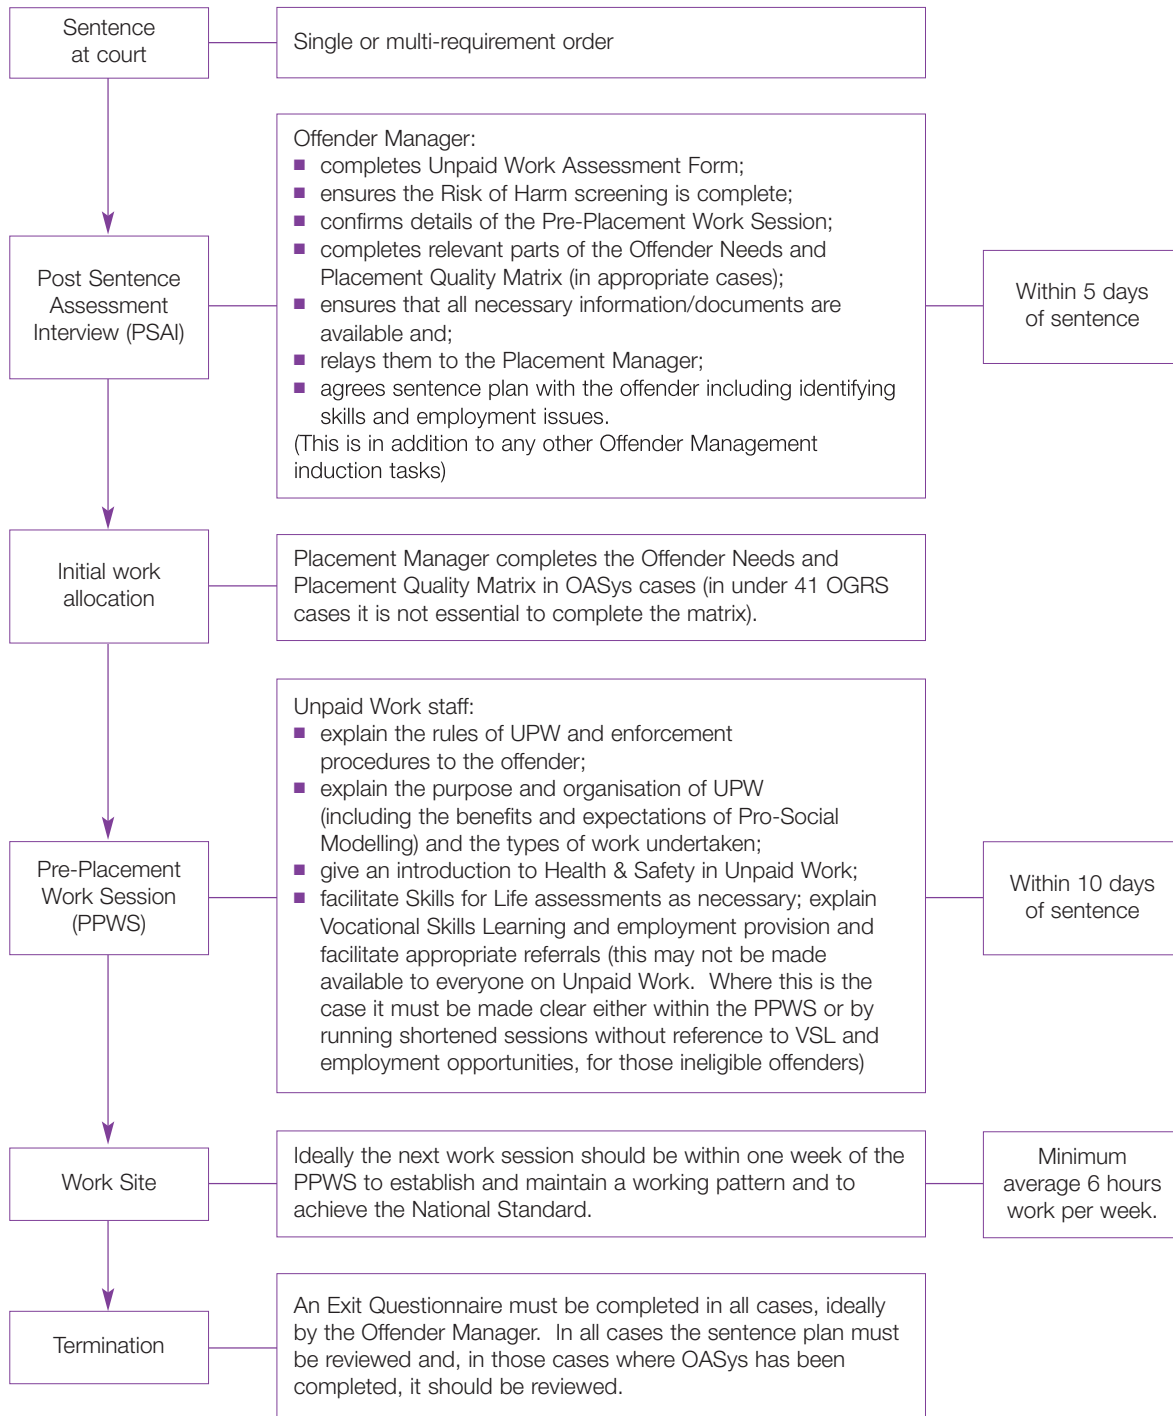 Sentence
at court
Single or multi-requirement order
Offender Manager:
■ completes Unpaid Work Assessment Form;
■ ensures the Risk of Harm screening is complete;
■ confirms details of the Pre-Placement Work Session;
■ completes relevant parts of the Offender Needs and
Placement Quality Matrix (in appropriate cases);
■ ensures that all necessary information/documents are
available and;
■ relays them to the Placement Manager;
■ agrees sentence plan with the offender including identifying
skills and employment issues.
(This is in addition to any other Offender Management
induction tasks)
Post Sentence
Assessment
Interview (PSAI)
Within 5 days
of sentence
Initial work
allocation
Placement Manager completes the Offender Needs and
Placement Quality Matrix in OASys cases (in under 41 OGRS
cases it is not essential to complete the matrix).
Unpaid Work staff:
■ explain the rules of UPW and enforcement
procedures to the offender;
■ explain the purpose and organisation of UPW
(including the benefits and expectations of Pro-Social
Modelling) and the types of work undertaken;
■ give an introduction to Health & Safety in Unpaid Work;
■ facilitate Skills for Life assessments as necessary; explain
Vocational Skills Learning and employment provision and
facilitate appropriate referrals (this may not be made
available to everyone on Unpaid Work. Where this is the
case it must be made clear either within the PPWS or by
running shortened sessions without reference to VSL and
employment opportunities, for those ineligible offenders)
Pre-Placement
Work Session
(PPWS)
Within 10 days
of sentence
Work Site
Ideally the next work session should be within one week of the
PPWS to establish and maintain a working pattern and to
achieve the National Standard.
Minimum
average 6 hours
work per week.
Termination
An Exit Questionnaire must be completed in all cases, ideally
by the Offender Manager. In all cases the sentence plan must
be reviewed and, in those cases where OASys has been
completed, it should be reviewed.